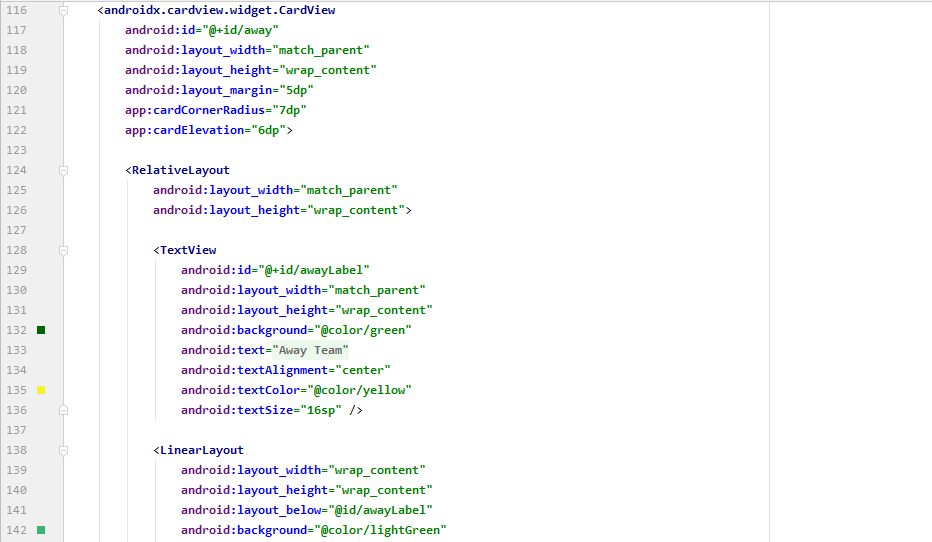 116 <androidx.cardview.widget.CardView
117 android:id="@+id/away"
118 android:layout_width="match_parent"
119 android:layout_height="wrap_content"
120 android:layout_margin="5dp"
121 app:cardCornerRadius="7dp"
122 app:cardElevation="6dp">
123
124 <RelativeLayout
125 android:layout_width="match_parent"
126 android:layout_height="wrap_content">
127
128 <TextView
129 android:id="@+id/awayLabel"
130 android:layout_width="match_parent"
131 android:layout_height="wrap_content"
132 android:background="@color/green"
133 android:text="Away Team"
134 android:textAlignment="center"
135 android:textColor="@color/yellow"
136 android:textSize="16sp" />
137
138 <LinearLayout
139 android:layout_width="wrap_content"
140 android:layout_height="wrap_content"
141 android:layout_below="@id/awayLabel"
142 android:background="@color/lightGreen"